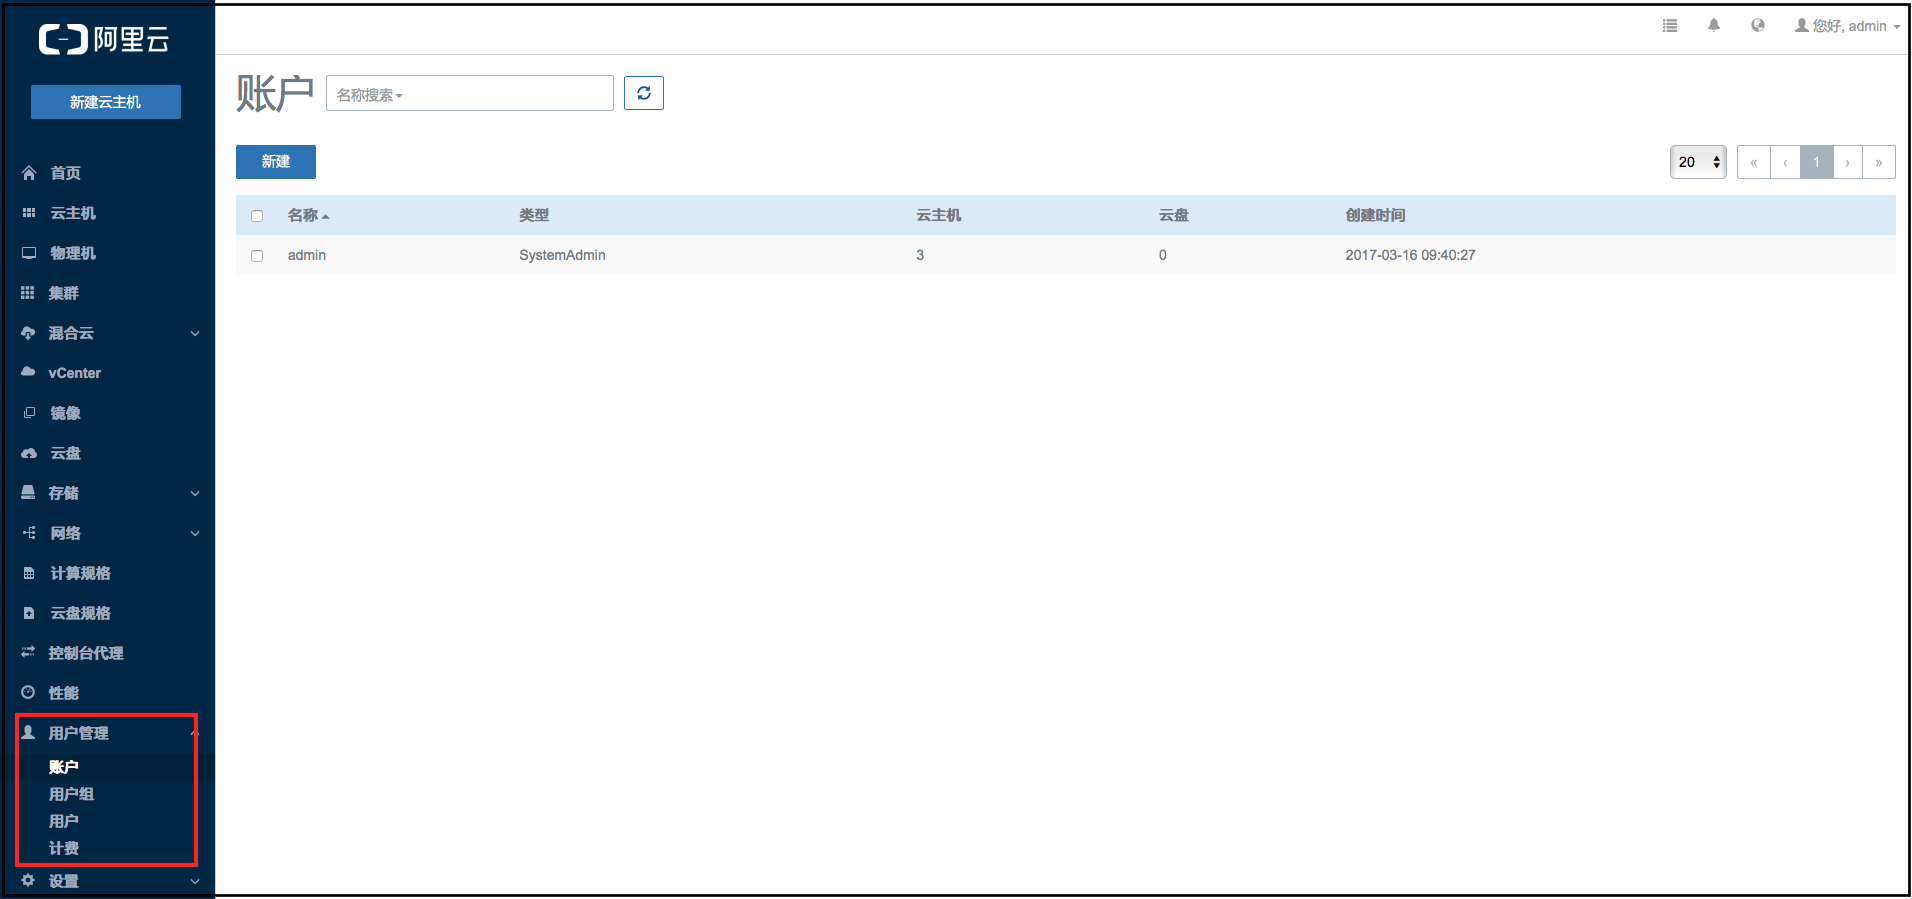 阿里云
新建云主机
首页
云主机
物理机
集群
混合云
vCenter
镜像
云盘
存储
网络
计算规格
云盘规格
控制台代理
性能
用户管理
账户
用户组
用户
计费
设置
您好, admin
账户
名称搜索
新建
20
« ‹ 1 › »
名称 类型 云主机 云盘 创建时间
admin SystemAdmin 3 0 2017-03-16 09:40:27